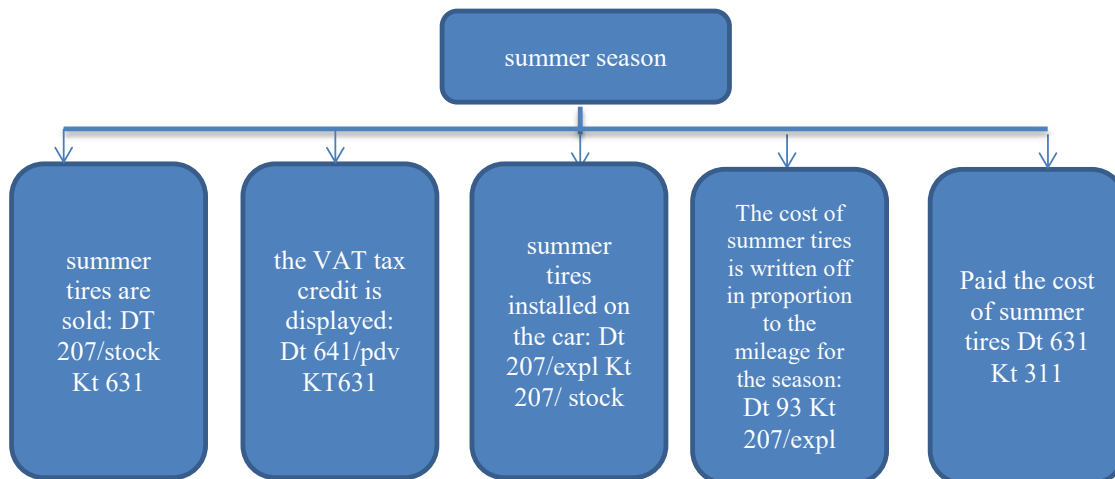 summer season
summer
tires are
sold: DT
207/stock
Kt 631
the VAT tax
credit is
displayed:
Dt 641/pdv
KT631
summer
tires
installed on
the car: Dt
207/expl Kt
207/ stock
The cost of
summer tires
is written off
in proportion
to the
mileage for
the season:
Dt 93 Kt
207/expl
Paid the cost
of summer
tires Dt 631
Kt 311